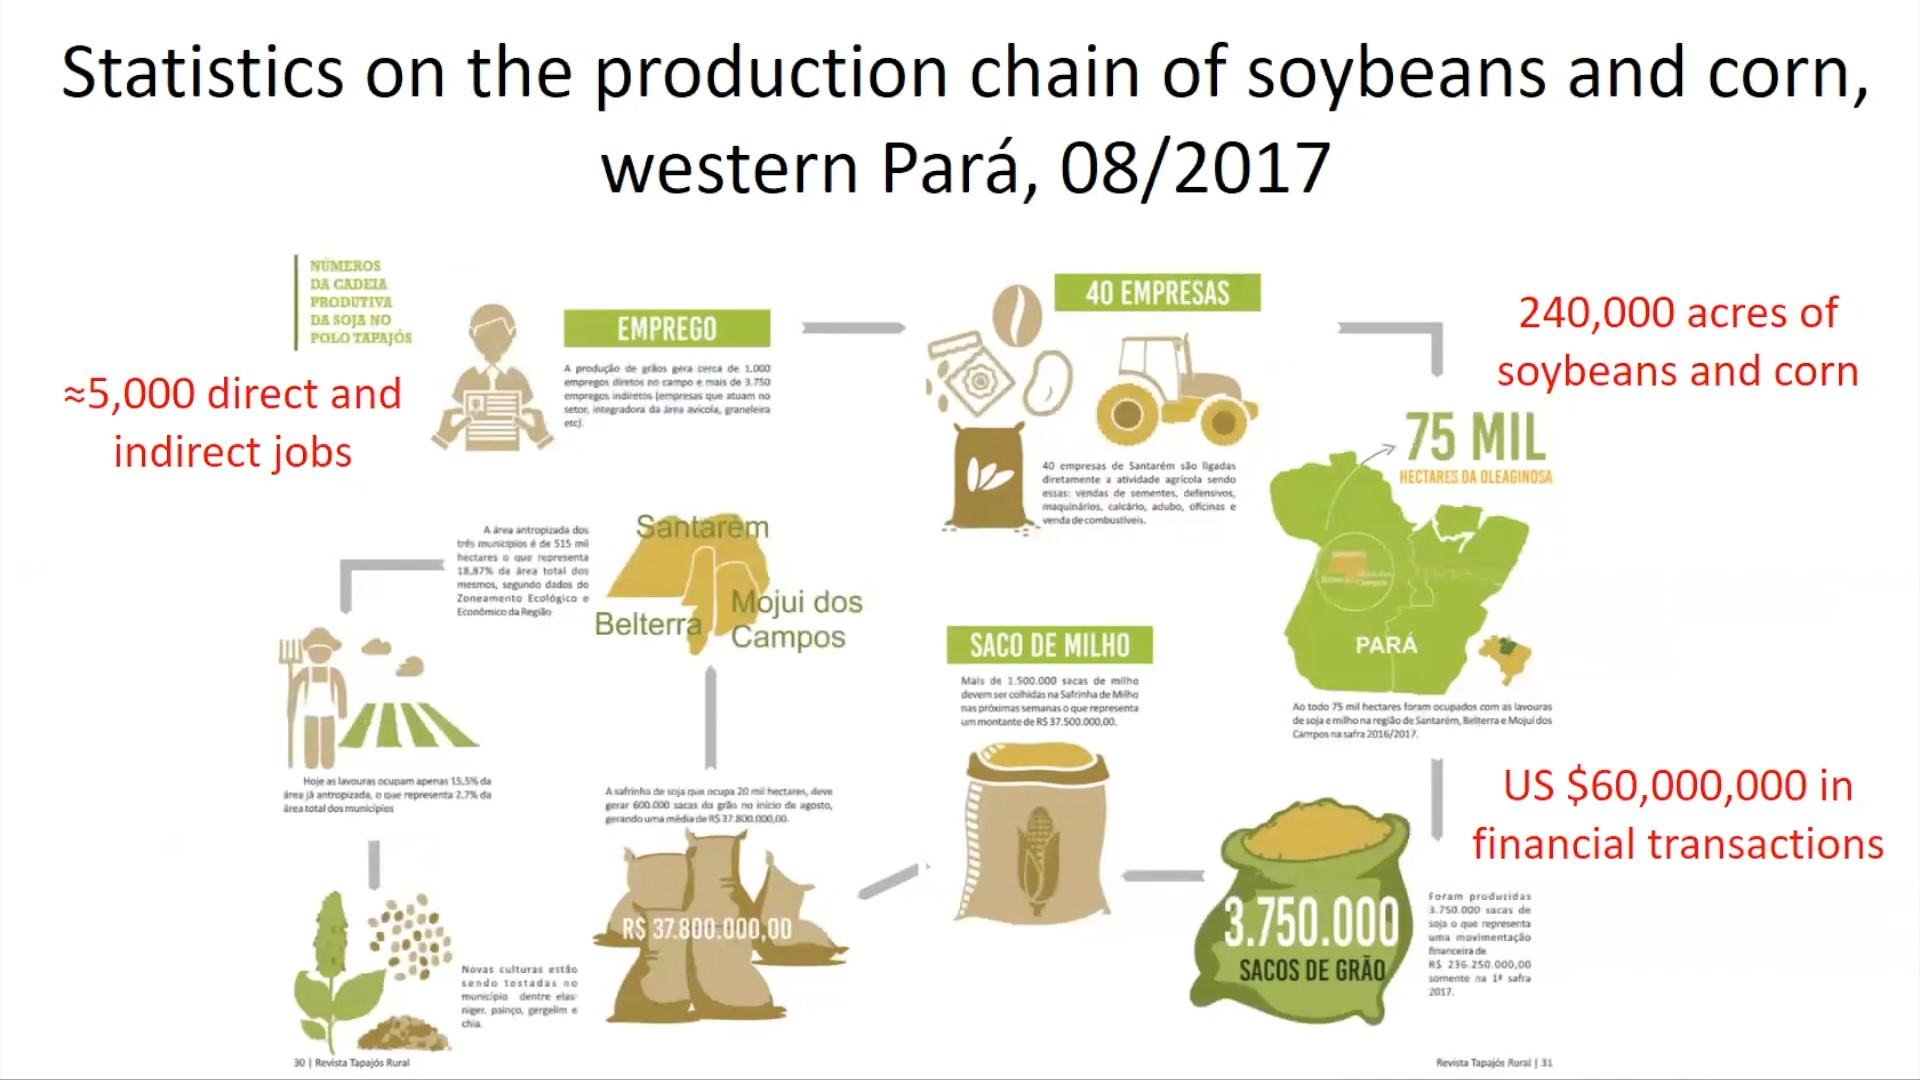 Statistics on the production chain of soybeans and corn,
western Pará, 08/2017
NÚMEROS
DA CADEIA
PRODUTIVA
DA SOJA NO
POLO TAPAJÓS
≈5,000 direct and
indirect jobs
EMPREGO
A produção de grãos gera cerca de 1.000
empregos diretos no campo e mais de 3.750
empregos indiretos (empresas que atuam no
setor, integradora da área avícola, graneleira
etc).
40 EMPRESAS
40 empresas de Santarém são ligadas
diretamente a atividade agrícola sendo
essas: vendas de sementes, defensivos,
maquinários, calcário, adubo, oficinas e
venda de combustíveis.
240,000 acres of
soybeans and corn
75 MIL
HECTARES DA OLEAGINOSA
PARÁ
Ao todo 75 mil hectares foram ocupados com as lavouras
de soja e milho na região de Santarém, Belterra e Mojuí dos
Campos na safra 2016/2017.
US $60,000,000 in
financial transactions
3.750.000
SACOS DE GRÃO
Foram produzidas
3.750.000 sacas de
soja o que representa
uma movimentação
financeira de
R$ 236.250.000,00
somente na 1ª safra
2017.
SACO DE MILHO
Mais de 1.500.000 sacas de milho
devem ser colhidas na Safrinha de Milho
nas próximas semanas o que representa
um montante de R$ 37.500.000,00.
A safrinha de soja que ocupa 20 mil hectares, deve
gerar 600.000 sacas do grão no início de agosto,
gerando uma média de R$ 37.800.000,00.
R$ 37.800.000,00
Santarém
Belterra
Mojui dos
Campos
A área antropizada dos
três municípios é de 515 mil
hectares o que representa
18,87% da área total dos
mesmos, segundo dados do
Zoneamento Ecológico e
Econômico da Região
Hoje as lavouras ocupam apenas 15,5% da
área já antropizada, o que representa 2,7% da
área total dos municípios
Novas culturas estão
sendo testadas no
município dentre elas:
niger, painço, gergelim e
chia.
30 | Revista Tapajós Rural
Revista Tapajós Rural | 31